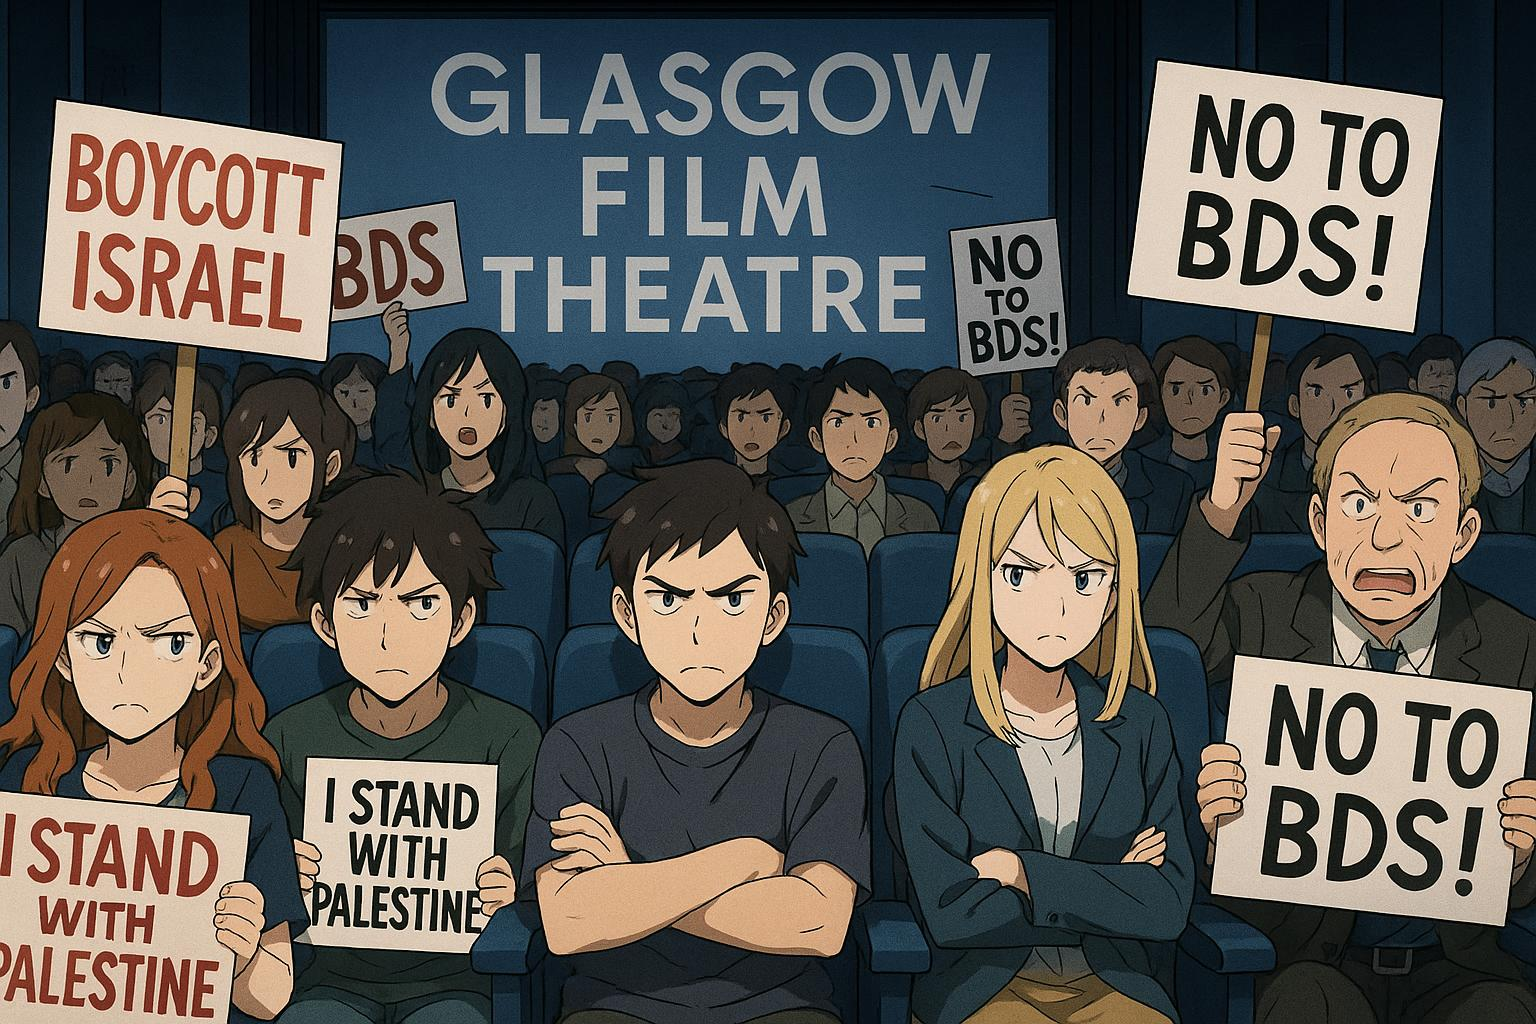 GLASGOW
FILM
THEATRE
BOYCOTT
ISRAEL
BDS
NO
TO
BDS!
NO TO
BDS!
I STAND
WITH
PALESTINE
I STAND
WITH
PALESTINE
NO TO
BDS!